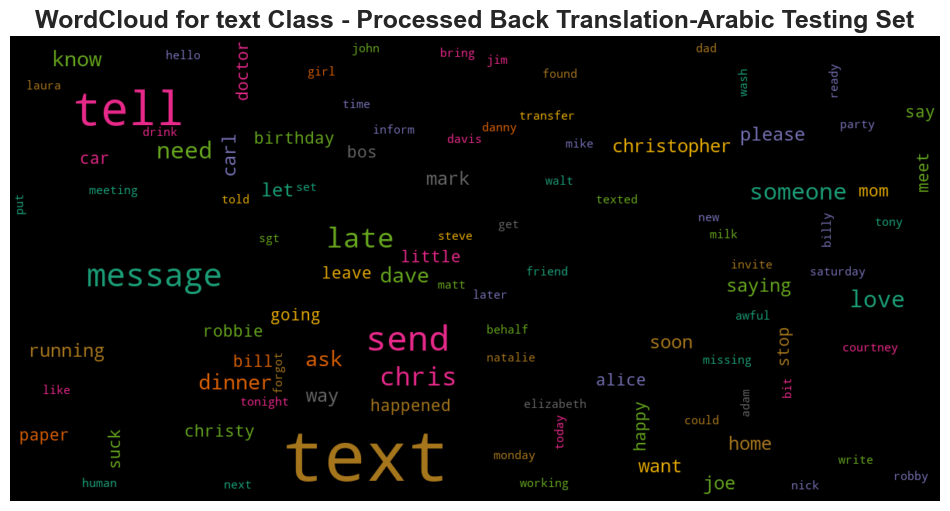 WordCloud for text Class - Processed Back Translation-Arabic Testing Set
know
hello
doctor
john
bring
jim
dad
laura
girl
found
wash
ready
tell
time
transfer
say
drink
need
carl
birthday
inform
danny
davis
mike
christopher
please
party
car
bos
meet
meeting
let
set
mark
walt
someone
mom
put
told
texted
new
billy
tony
sgt
late
steve
get
milk
little
message
leave
dave
matt
friend
later
invite
saturday
saying
love
going
awful
robbie
send
behalf
soon
stop
courtney
running
bill
forgot
ask
natalie
missing
like
dinner
chris
alice
bit
tonight
way
happened
elizabeth
adam
paper
suck
christy
text
today
happy
could
home
monday
want
write
human
next
working
joe
nick
robby